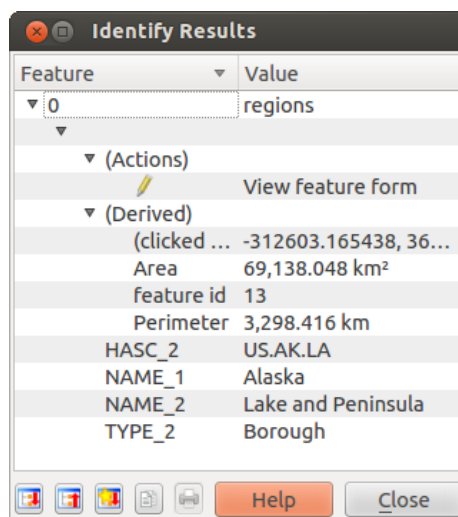 Identify Results
Feature Value
0 regions
(Actions)
View feature form
(Derived)
(clicked ... -312603.165438, 36...
Area 69,138.048 km²
feature id 13
Perimeter 3,298.416 km
HASC_2 US.AK.LA
NAME_1 Alaska
NAME_2 Lake and Peninsula
TYPE_2 Borough
Help Close